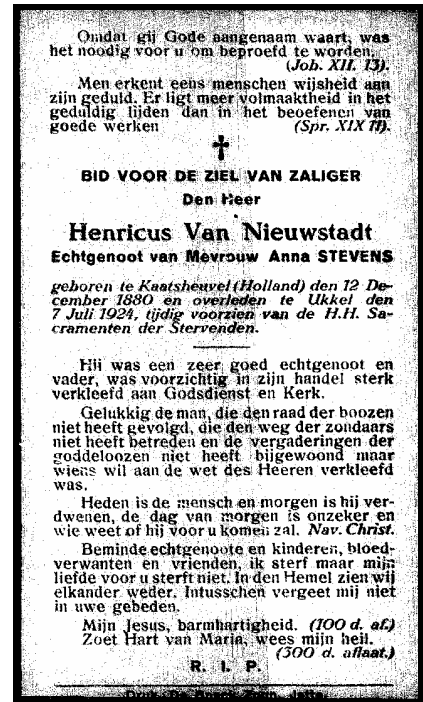 Omdat gij Gode aangenaam waart, was
het noodig voor u om beproefd te worden.
(Job. XII. 13).
Men erkent eens menschen wijsheid aan
zijn geduld. Er ligt meer volmaaktheid in het
geduldig lijden dan in het beoefenen van
goede werken (Spr. XIX 11).
BID VOOR DE ZIEL VAN ZALIGER
Den Heer
Henricus Van Nieuwstadt
Echtgenoot van Mevrouw Anna STEVENS
geboren te Kaatsheuvel (Holland) den 12 De-
cember 1880 en overleden te Ukkel den
7 Juli 1924, tijdig voorzien van de H.H. Sa-
cramenten der Stervenden.
Hij was een zeer goed echtgenoot en
vader, was voorzichtig in zijn handel sterk
verkleefd aan Godsdienst en Kerk.
Gelukkig de man, die den raad der boozen
niet heeft gevolgd, die den weg der zondaars
niet heeft betreden en de vergaderingen der
goddeloozen niet heeft bijgewoond maar
wiens wil aan de wet des Heeren verkleefd
was.
Heden is de mensch en morgen is hij ver-
dwenen, de dag van morgen is onzeker en
wie weet of hij voor u komen zal. Nav. Christ.
Beminde echtgenoote en kinderen, bloed-
verwanten en vrienden, ik sterf maar mijn
liefde voor u sterft niet. In den Hemel zien wij
elkander weder. Intusschen vergeet mij niet
in uwe gebeden.
Mijn Jesus, barmhartigheid. (100 d. af.)
Zoet Hart van Maria, wees mijn heil.
(300 d. aflaat.)
R. I. P.